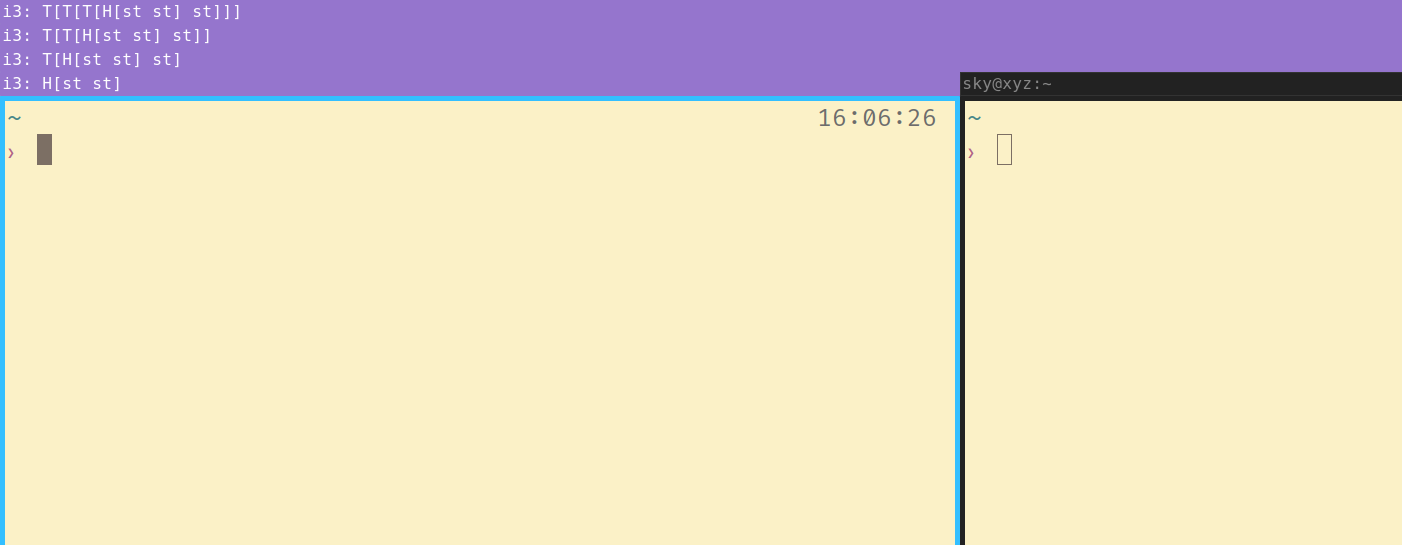 i3: T[T[T[H[st st] st]]]
i3: T[T[H[st st] st]]
i3: T[H[st st] st]
i3: H[st st]
sky@xyz:~
~ 16:06:26
❯
~
❯